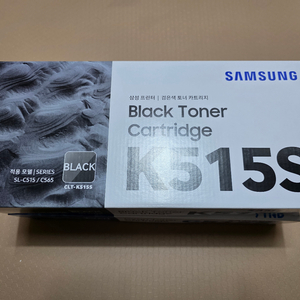 SAMSUNG
삼성 프린터 | 검은색 토너 카트리지
Black Toner
Cartridge
K515S
적용 모델 | SERIES
SL-C515 / C565
BLACK
CLT-K515S